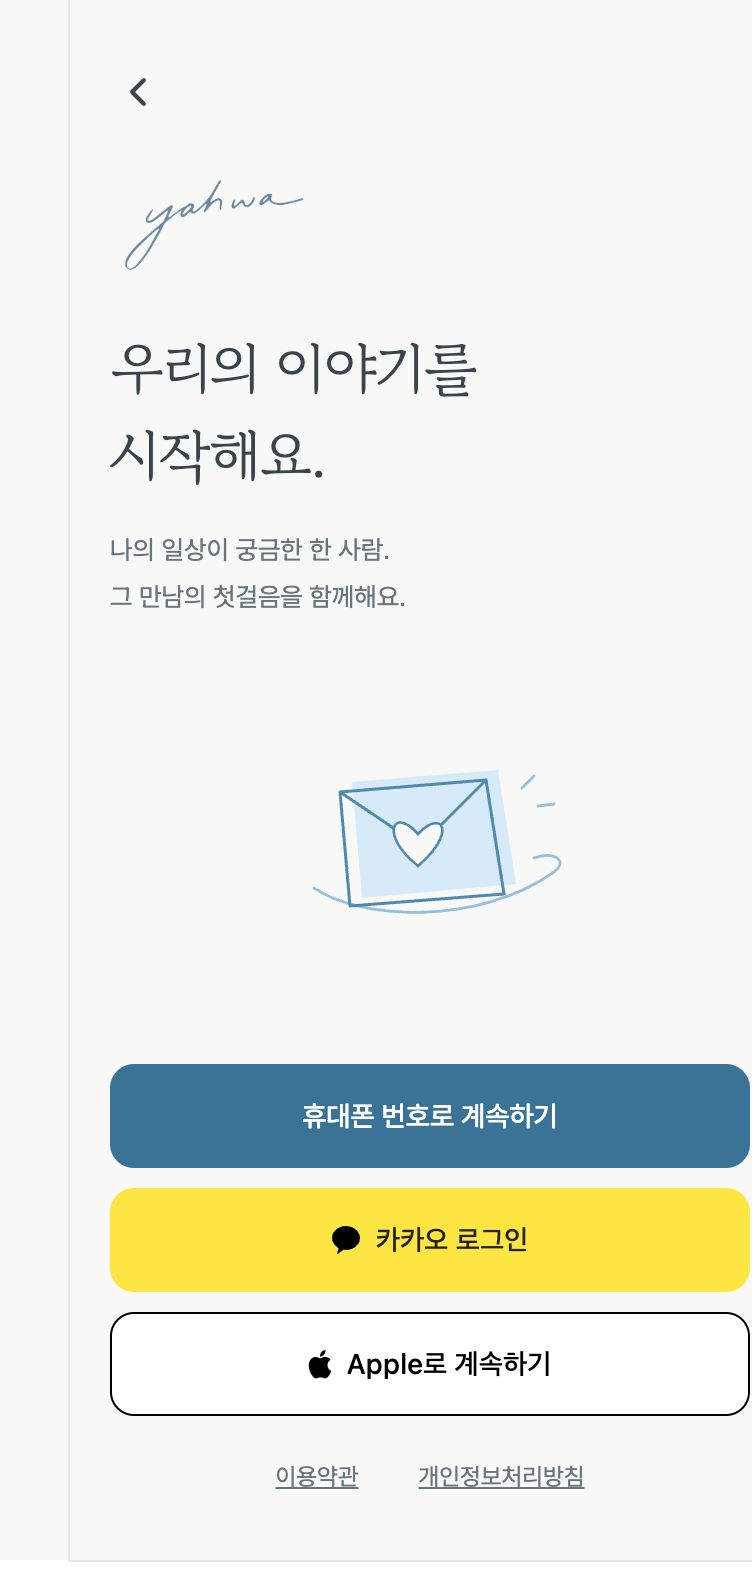 yahwa
우리의 이야기를
시작해요.
나의 일상이 궁금한 한 사람.
그 만남의 첫걸음을 함께해요.
휴대폰 번호로 계속하기
카카오 로그인
Apple로 계속하기
이용약관 개인정보처리방침